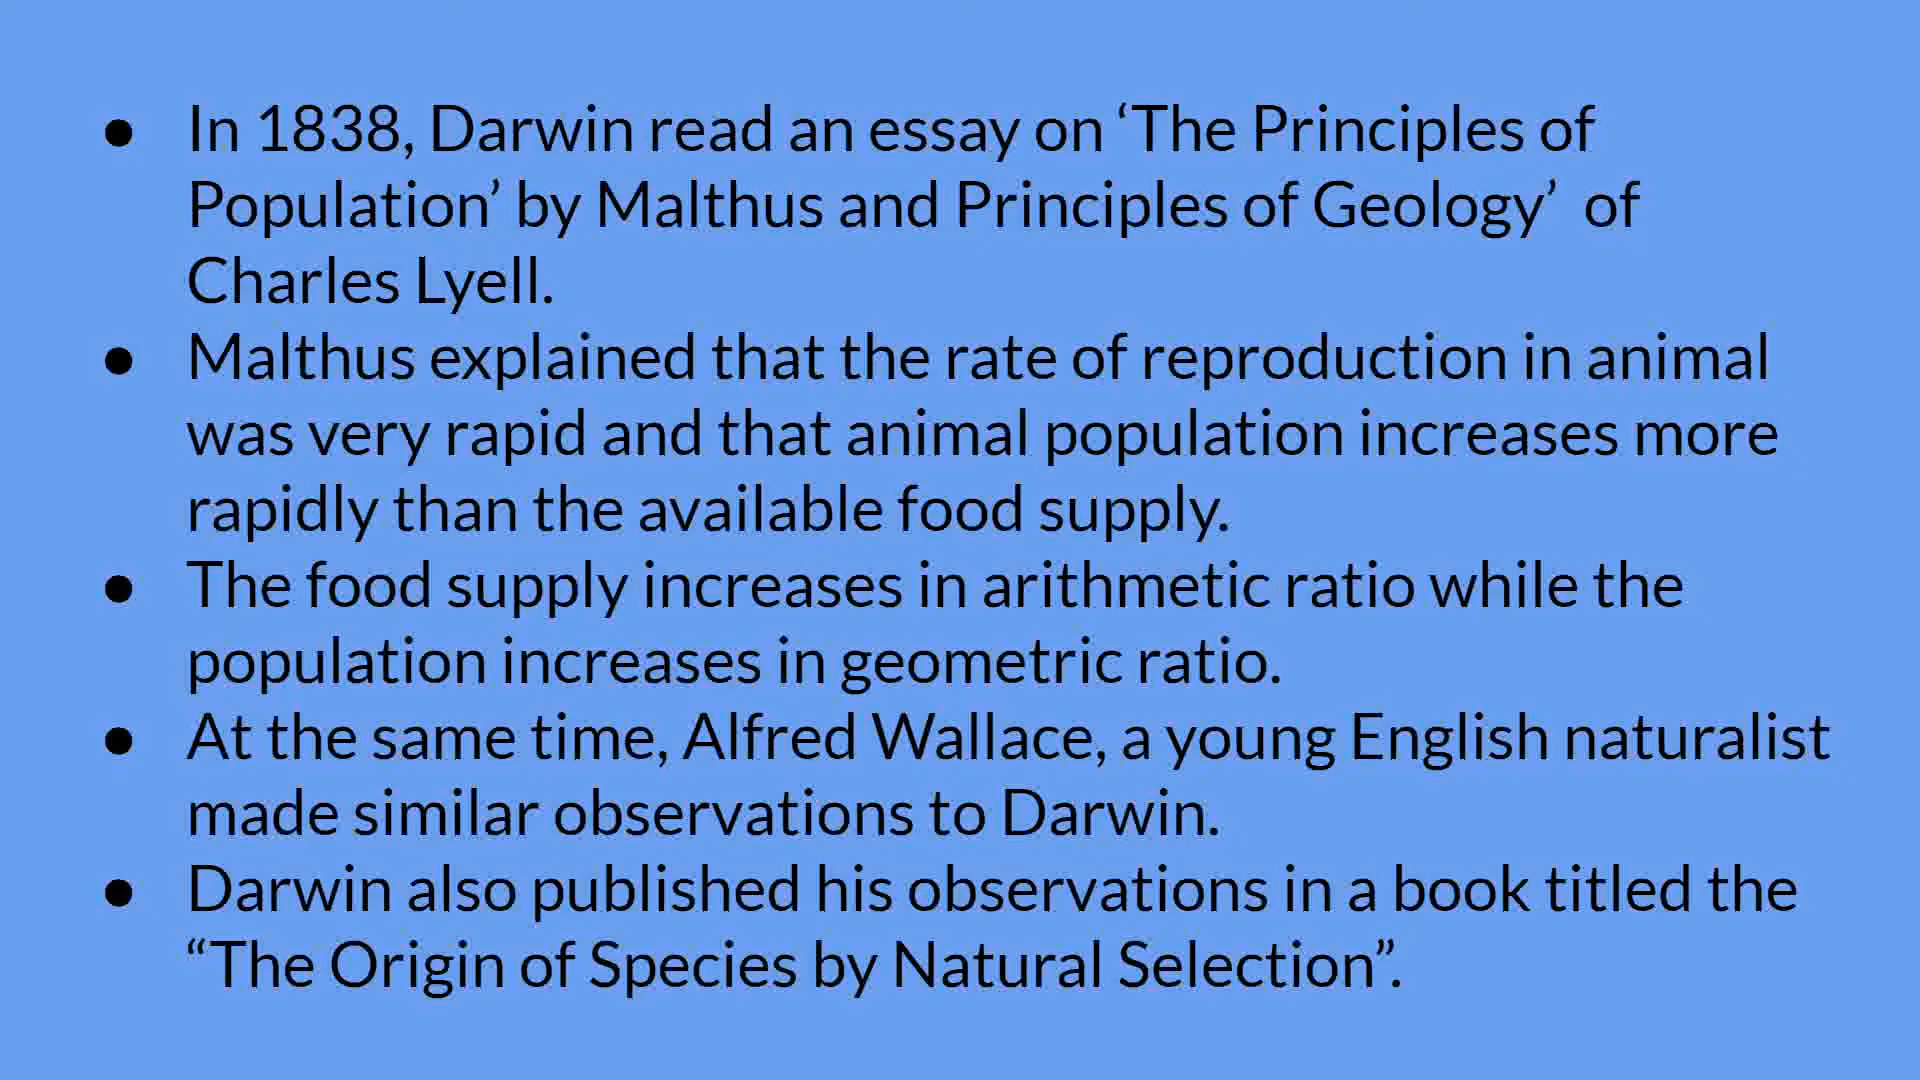 ● In 1838, Darwin read an essay on ‘The Principles of
Population’ by Malthus and Principles of Geology’ of
Charles Lyell.
● Malthus explained that the rate of reproduction in animal
was very rapid and that animal population increases more
rapidly than the available food supply.
● The food supply increases in arithmetic ratio while the
population increases in geometric ratio.
● At the same time, Alfred Wallace, a young English naturalist
made similar observations to Darwin.
● Darwin also published his observations in a book titled the
“The Origin of Species by Natural Selection”.